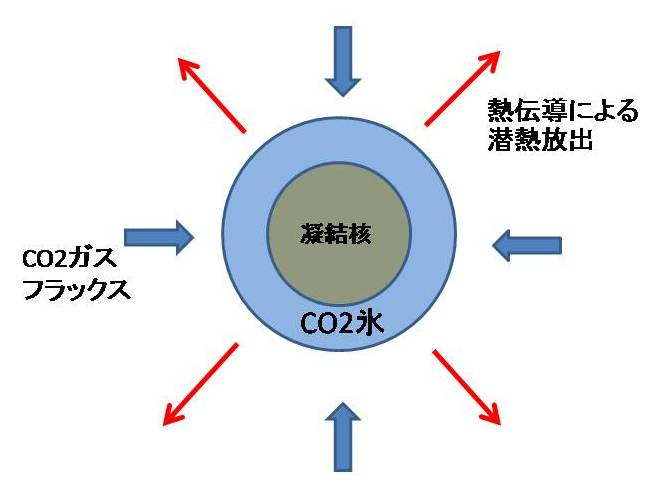 熱伝導による
潜熱放出
凝結核
CO2ガス
フラックス
CO2氷